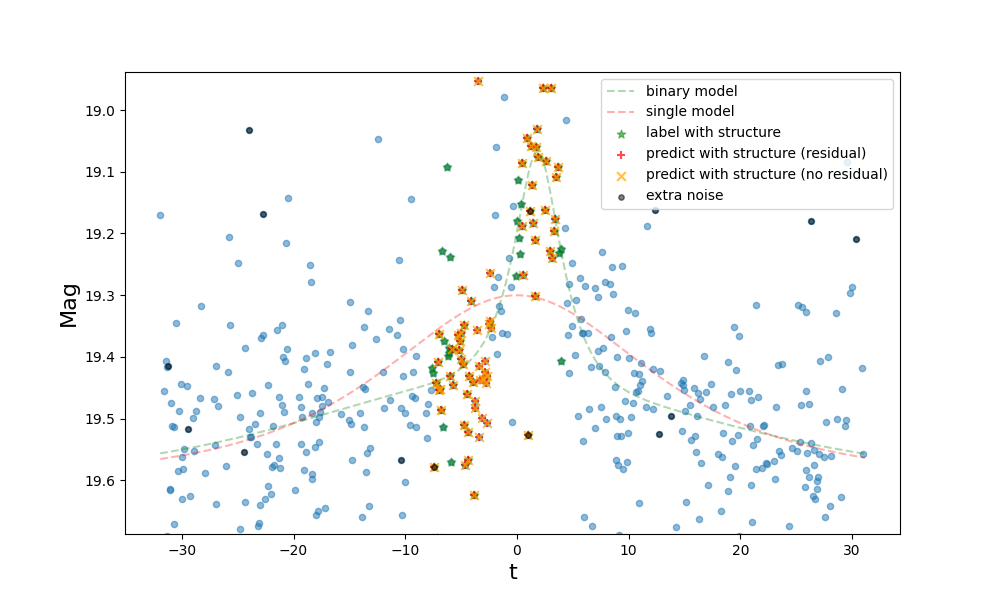 binary model
single model
label with structure
predict with structure (residual)
predict with structure (no residual)
extra noise
Mag
19.0
19.1
19.2
19.3
19.4
19.5
19.6
−30
−20
−10
0
10
20
30
t